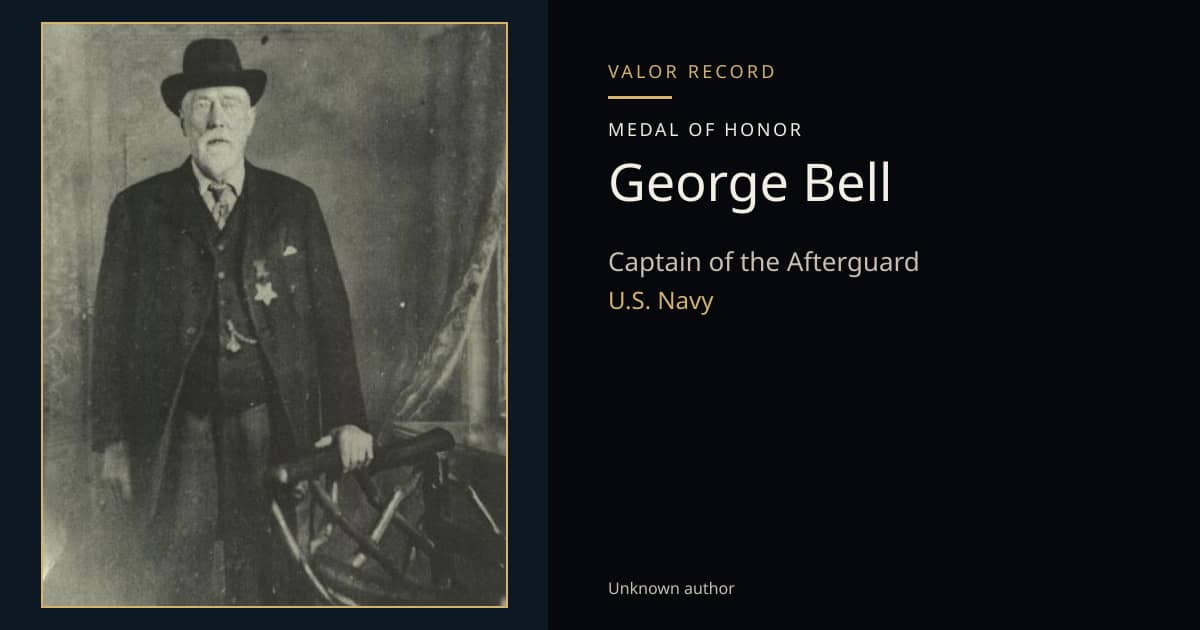 VALOR RECORD
MEDAL OF HONOR
George Bell
Captain of the Afterguard
U.S. Navy
Unknown author